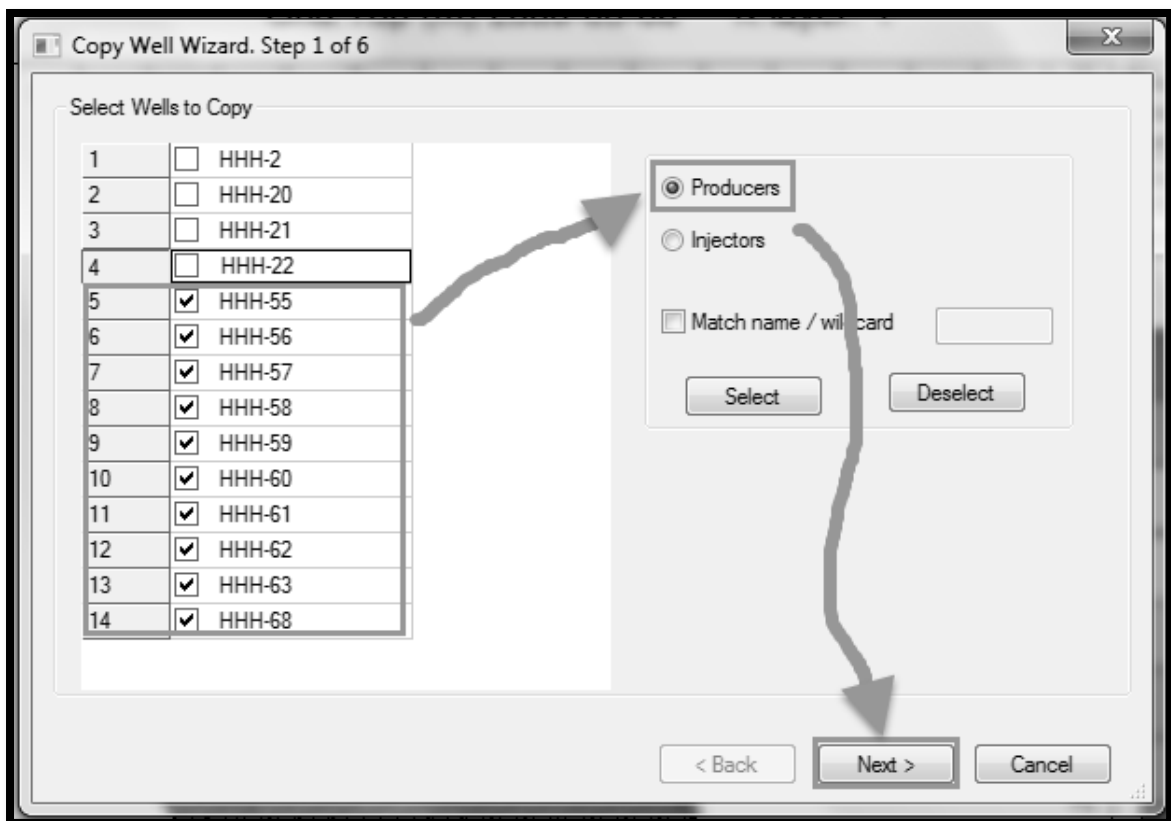 Copy Well Wizard. Step 1 of 6
Select Wells to Copy
1 HHH-2
2 HHH-20
3 HHH-21
4 HHH-22
5 HHH-55
6 HHH-56
7 HHH-57
8 HHH-58
9 HHH-59
10 HHH-60
11 HHH-61
12 HHH-62
13 HHH-63
14 HHH-68
Producers
Injectors
Match name / card
Select Deselect
< Back Next > Cancel